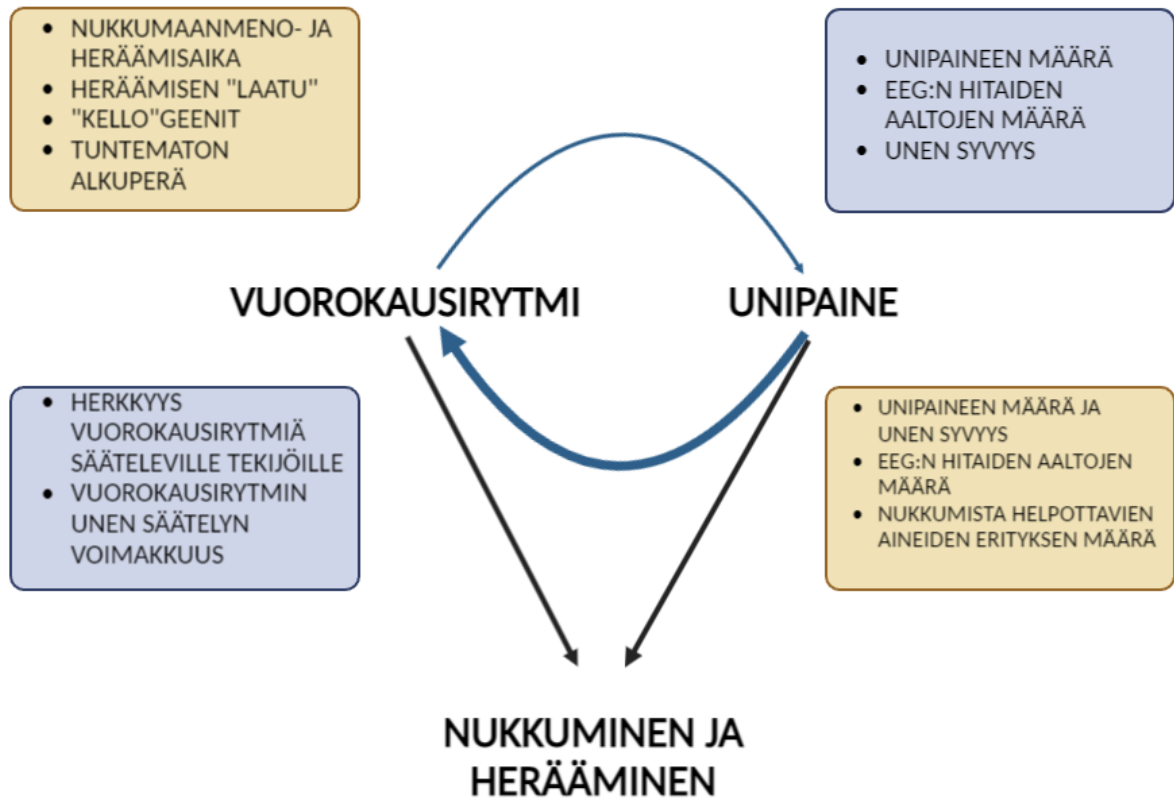 • NUKKUMAANMENO- JA
HERÄÄMISAIKA
• HERÄÄMISEN "LAATU"
• "KELLO"GEENIT
• TUNTEMATON
ALKUPERÄ
• UNIPAINEEN MÄÄRÄ
• EEG:N HITAIDEN
AALTOJEN MÄÄRÄ
• UNEN SYVYYS
VUOROKAUSIRYTMI
UNIPAINE
• HERKKYYS
VUOROKAUSIRYTMIÄ
SÄÄTELEVILLE TEKIJÖILLE
• VUOROKAUSIRYTMIN
UNEN SÄÄTELYN
VOIMAKKUUS
• UNIPAINEEN MÄÄRÄ JA
UNEN SYVYYS
• EEG:N HITAIDEN AALTOJEN
MÄÄRÄ
• NUKKUMISTA HELPOTTAVIEN
AINEIDEN ERITYKSEN MÄÄRÄ
NUKKUMINEN JA
HERÄÄMINEN